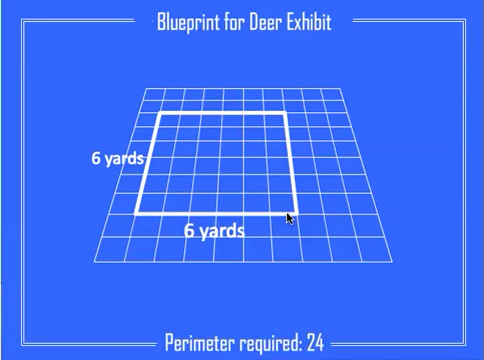 Blueprint for Deer Exhibit
6 yards
6 yards
Perimeter required: 24